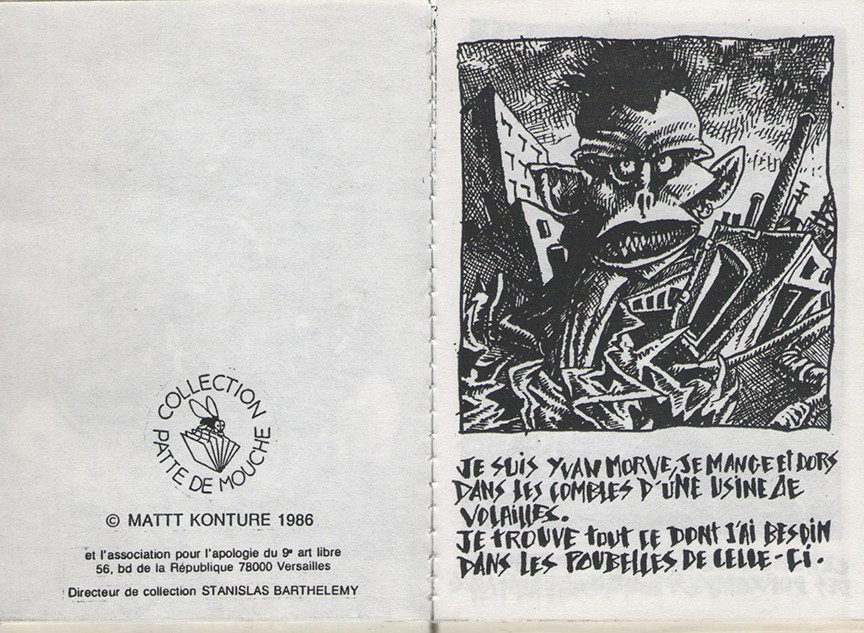 COLLECTION
PATTE DE MOUCHE
© MATTT KONTURE 1986
et l'association pour l'apologie du 9e art libre
56, bd de la République 78000 Versailles
Directeur de collection STANISLAS BARTHELEMY
JE SUIS YVAN MORVE, JE MANGE ET DORS
DANS LES COMBLES D'UNE USINE DE
VOLAILLES.
JE TROUVE tout CE DONT J'AI BESOIN
DANS LES POUBELLES DE CELLE-CI.